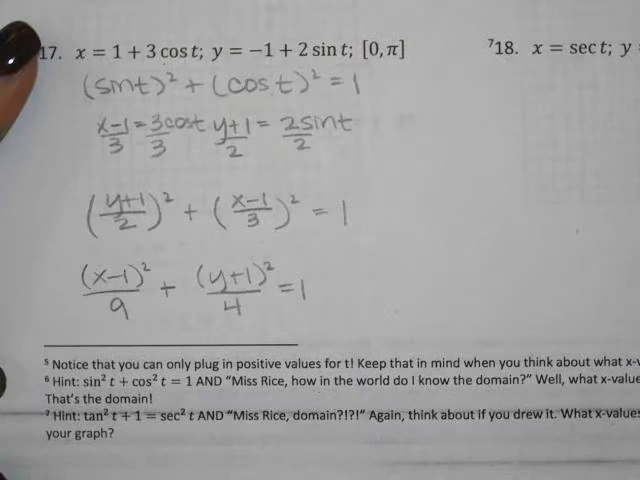 17. x = 1 + 3 cos t; y = −1 + 2 sin t; [0, π]
⁷18. x = sec t; y
(sint)² + (cos t)² = 1
x−1/3 = 3cost/3 y+1/2 = 2sint/2
(y+1/2)² + (x−1/3)² = 1
(x−1)²/9 + (y+1)²/4 = 1
⁵ Notice that you can only plug in positive values for t! Keep that in mind when you think about what x-v
⁶ Hint: sin² t + cos² t = 1 AND “Miss Rice, how in the world do I know the domain?” Well, what x-value
That’s the domain!
⁷ Hint: tan² t + 1 = sec² t AND “Miss Rice, domain?!?!” Again, think about if you drew it. What x-values
your graph?